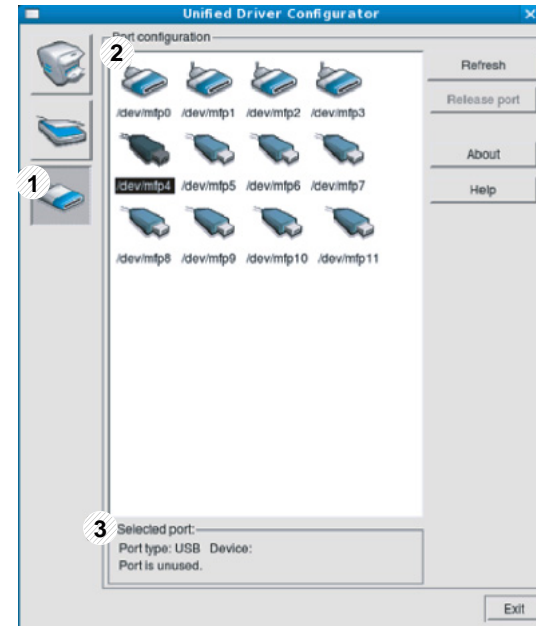 Unified Driver Configurator
Port configuration
2
/dev/mfp0 /dev/mfp1 /dev/mfp2 /dev/mfp3
/dev/mfp4 /dev/mfp5 /dev/mfp6 /dev/mfp7
/dev/mfp8 /dev/mfp9 /dev/mfp10 /dev/mfp11
Refresh
Release port
About
Help
1
3
Selected port:
Port type: USB Device:
Port is unused.
Exit